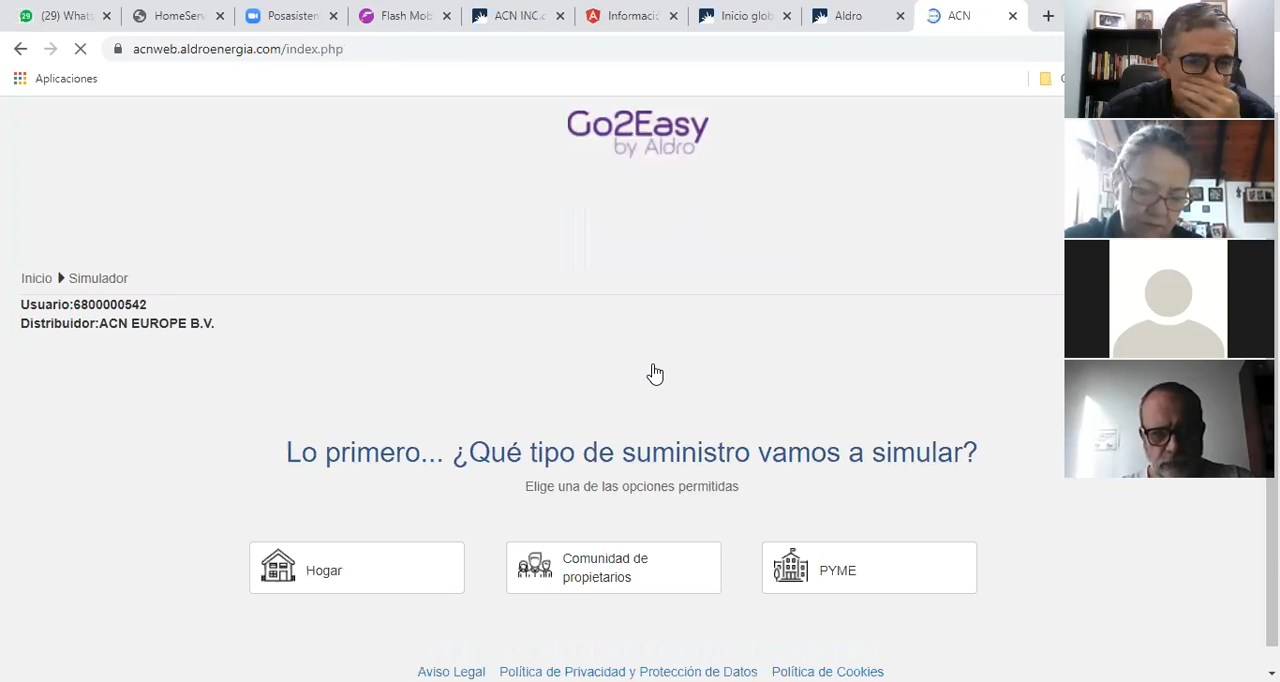 (29) Whats
HomeServ
Posasisten
Flash Mob
ACN INC.c
Informació
Inicio glob
Aldro
ACN
acnweb.aldroenergia.com/index.php
Aplicaciones
Go2Easy
by Aldro
Inicio Simulador
Usuario:6800000542
Distribuidor:ACN EUROPE B.V.
Lo primero... ¿Qué tipo de suministro vamos a simular?
Elige una de las opciones permitidas
Hogar
Comunidad de
propietarios
PYME
Aviso Legal Política de Privacidad y Protección de Datos Política de Cookies